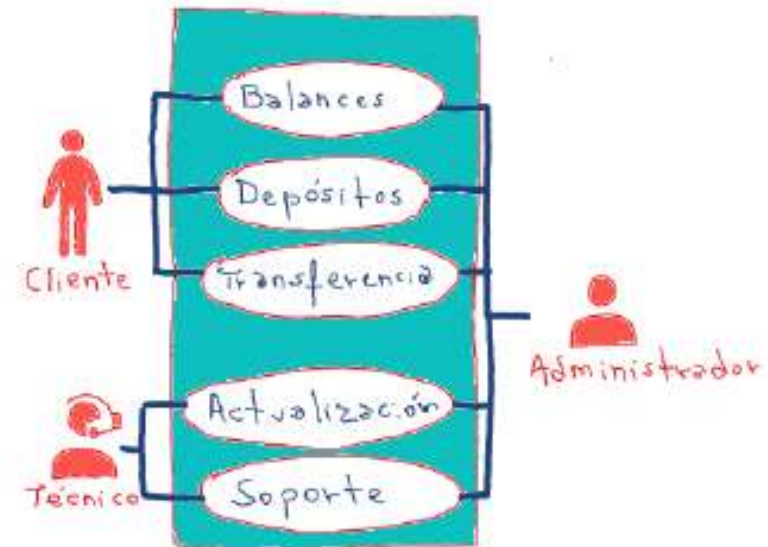 Balances
Depósitos
Transferencia
Cliente
Administrador
Actualización
Soporte
Técnico